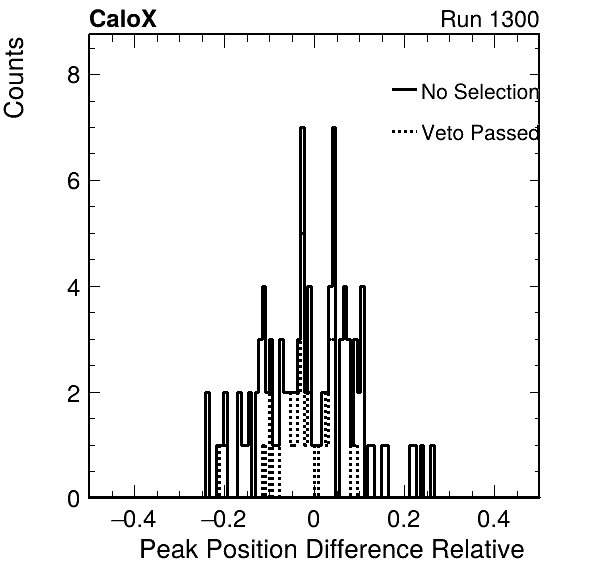 CaloX
Run 1300
Counts
8
6
4
2
0
No Selection
Veto Passed
−0.4
−0.2
0
0.2
0.4
Peak Position Difference Relative